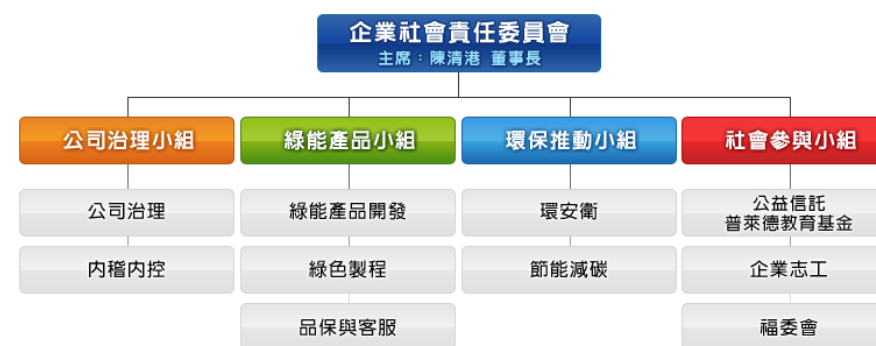 企業社會責任委員會
主席：陳清港 董事長
公司治理小組
綠能產品小組
環保推動小組
社會參與小組
公司治理
綠能產品開發
環安衛
公益信託
普萊德教育基金
內稽內控
綠色製程
節能減碳
企業志工
品保與客服
福委會